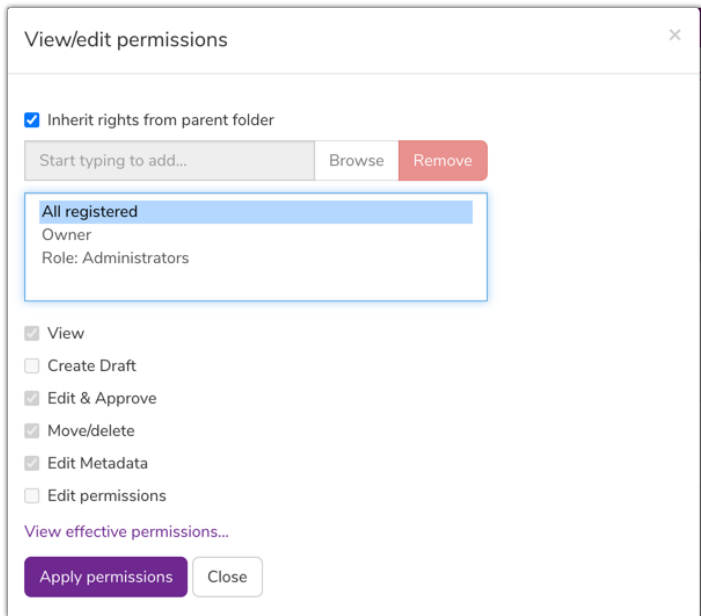 View/edit permissions
×
Inherit rights from parent folder
Start typing to add... Browse Remove
All registered
Owner
Role: Administrators
View
Create Draft
Edit & Approve
Move/delete
Edit Metadata
Edit permissions
View effective permissions...
Apply permissions Close